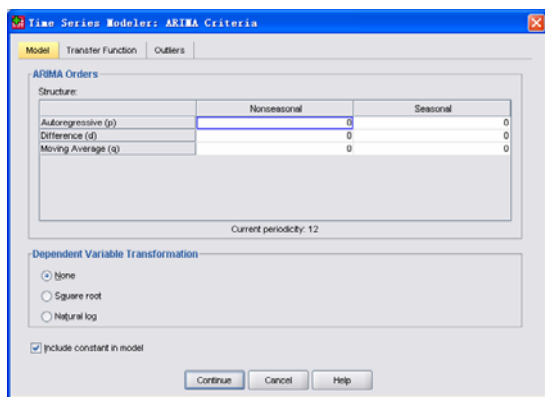 Time Series Modeler: ARIMA Criteria
Model Transfer Function Outliers
ARIMA Orders
Structure:
Nonseasonal Seasonal
Autoregressive (p) 0 0
Difference (d) 0 0
Moving Average (q) 0 0
Current periodicity: 12
Dependent Variable Transformation
None
Square root
Natural log
Include constant in model
Continue Cancel Help